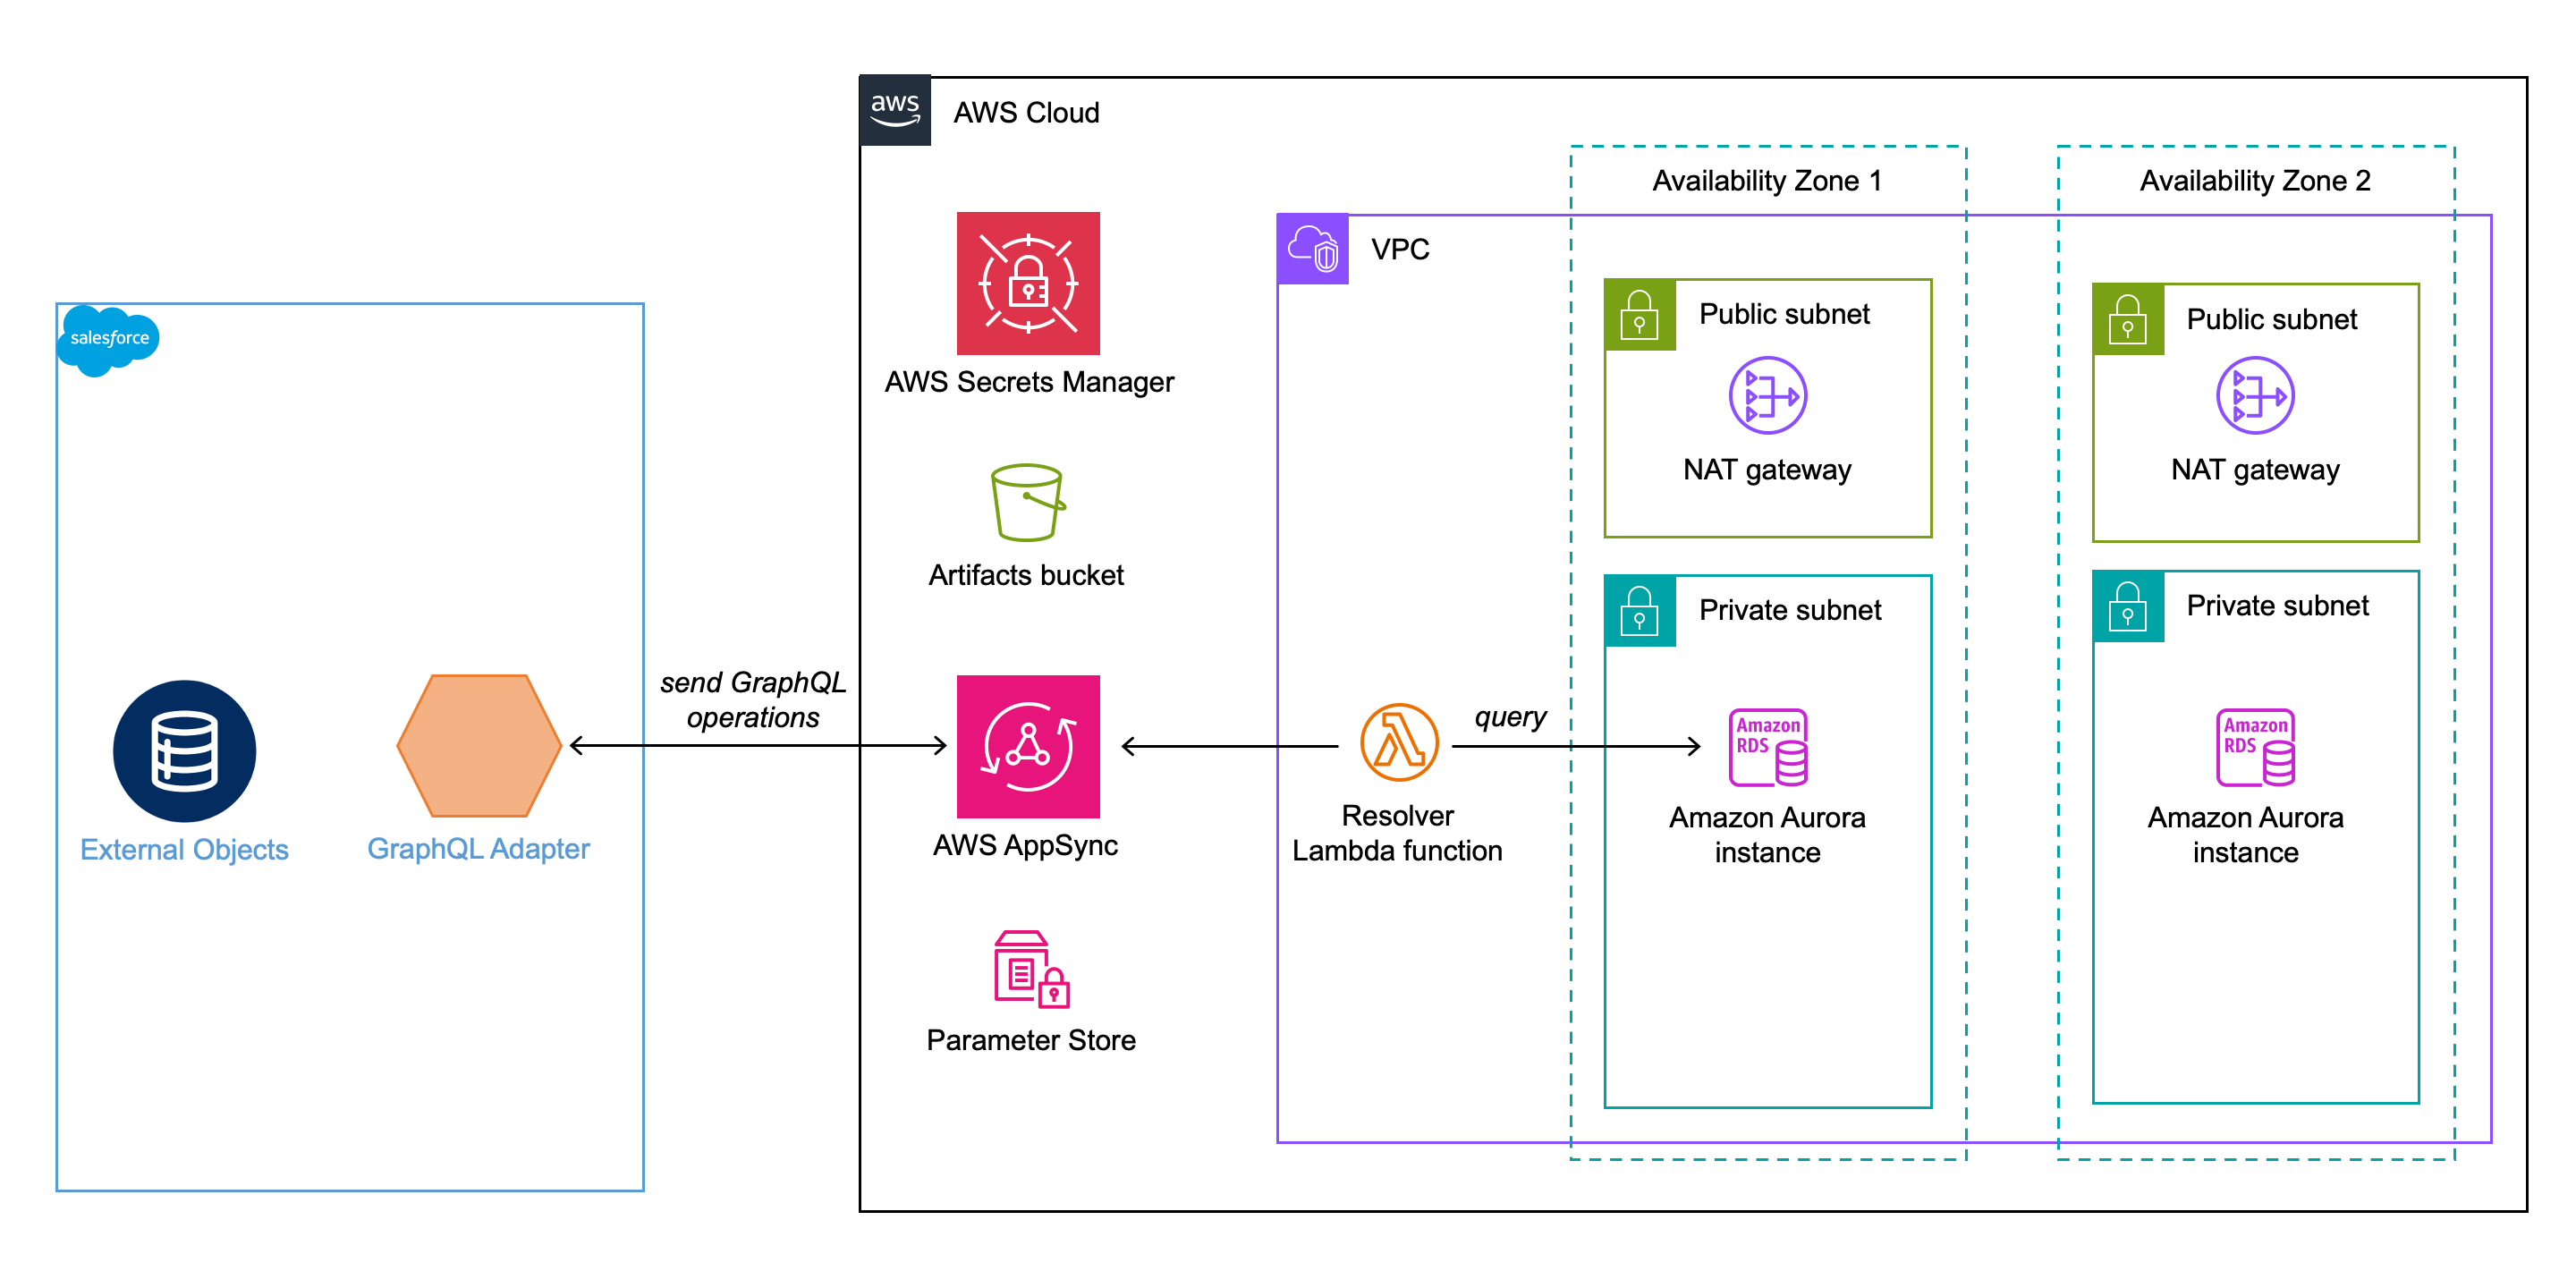 aws
AWS Cloud
Availability Zone 1
Availability Zone 2
VPC
salesforce
AWS Secrets Manager
Public subnet
NAT gateway
Public subnet
NAT gateway
Artifacts bucket
Private subnet
Private subnet
send GraphQL
operations
query
Amazon
RDS
Amazon
RDS
External Objects
GraphQL Adapter
AWS AppSync
Resolver
Lambda function
Amazon Aurora
instance
Amazon Aurora
instance
Parameter Store